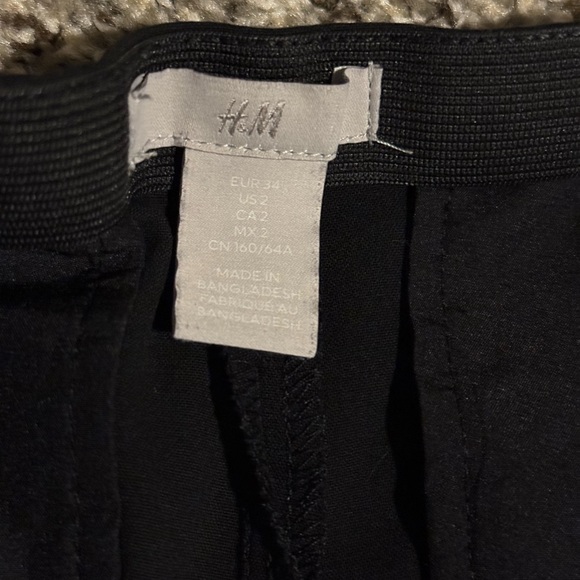 H&M
EUR 34
US 2
CA 2
MX 2
CN 160/64A
MADE IN
BANGLADESH
FABRIQUÉ AU
BANGLADESH